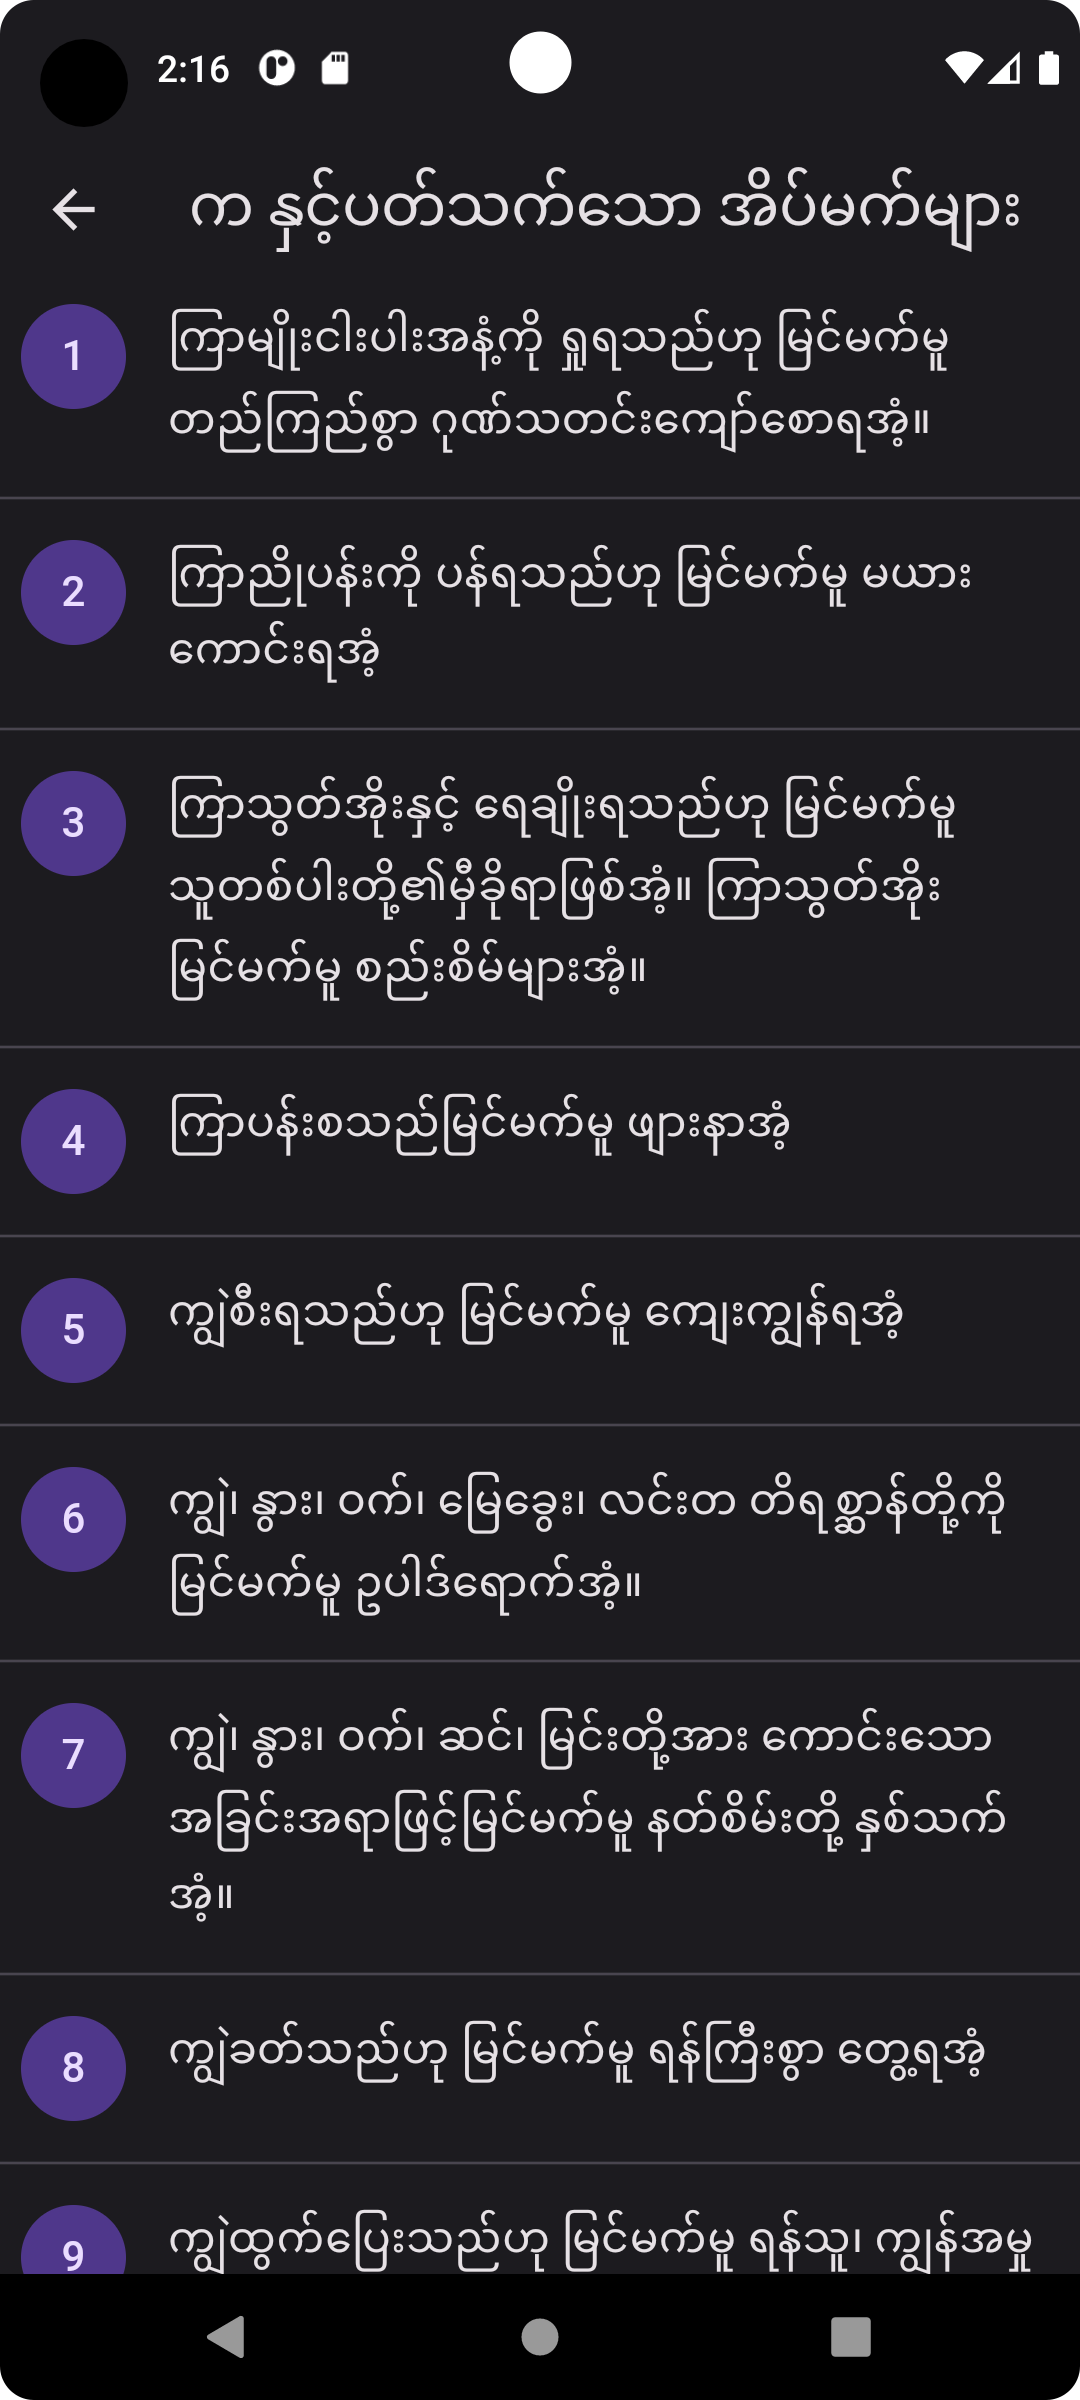 2:16
က နှင့်ပတ်သက်သော အိပ်မက်များ
1
ကြာမျိုးငါးပါးအနံ့ကို ရှူရသည်ဟု မြင်မက်မူ
တည်ကြည်စွာ ဂုဏ်သတင်းကျော်စောရအံ့။
2
ကြာညိုပန်းကို ပန်ရသည်ဟု မြင်မက်မူ မယား
ကောင်းရအံ့
3
ကြာသွတ်အိုးနှင့် ရေချိုးရသည်ဟု မြင်မက်မူ
သူတစ်ပါးတို့၏မှီခိုရာဖြစ်အံ့။ ကြာသွတ်အိုး
မြင်မက်မူ စည်းစိမ်များအံ့။
4
ကြာပန်းစသည်မြင်မက်မူ ဖျားနာအံ့
5
ကျွဲစီးရသည်ဟု မြင်မက်မူ ကျေးကျွန်ရအံ့
6
ကျွဲ၊ နွား၊ ဝက်၊ မြေခွေး၊ လင်းတ တိရစ္ဆာန်တို့ကို
မြင်မက်မူ ဥပါဒ်ရောက်အံ့။
7
ကျွဲ၊ နွား၊ ဝက်၊ ဆင်၊ မြင်းတို့အား ကောင်းသော
အခြင်းအရာဖြင့်မြင်မက်မူ နတ်စိမ်းတို့ နှစ်သက်
အံ့။
8
ကျွဲခတ်သည်ဟု မြင်မက်မူ ရန်ကြီးစွာ တွေ့ရအံ့
9
ကျွဲထွက်ပြေးသည်ဟု မြင်မက်မူ ရန်သူ၊ ကျွန်အမှု